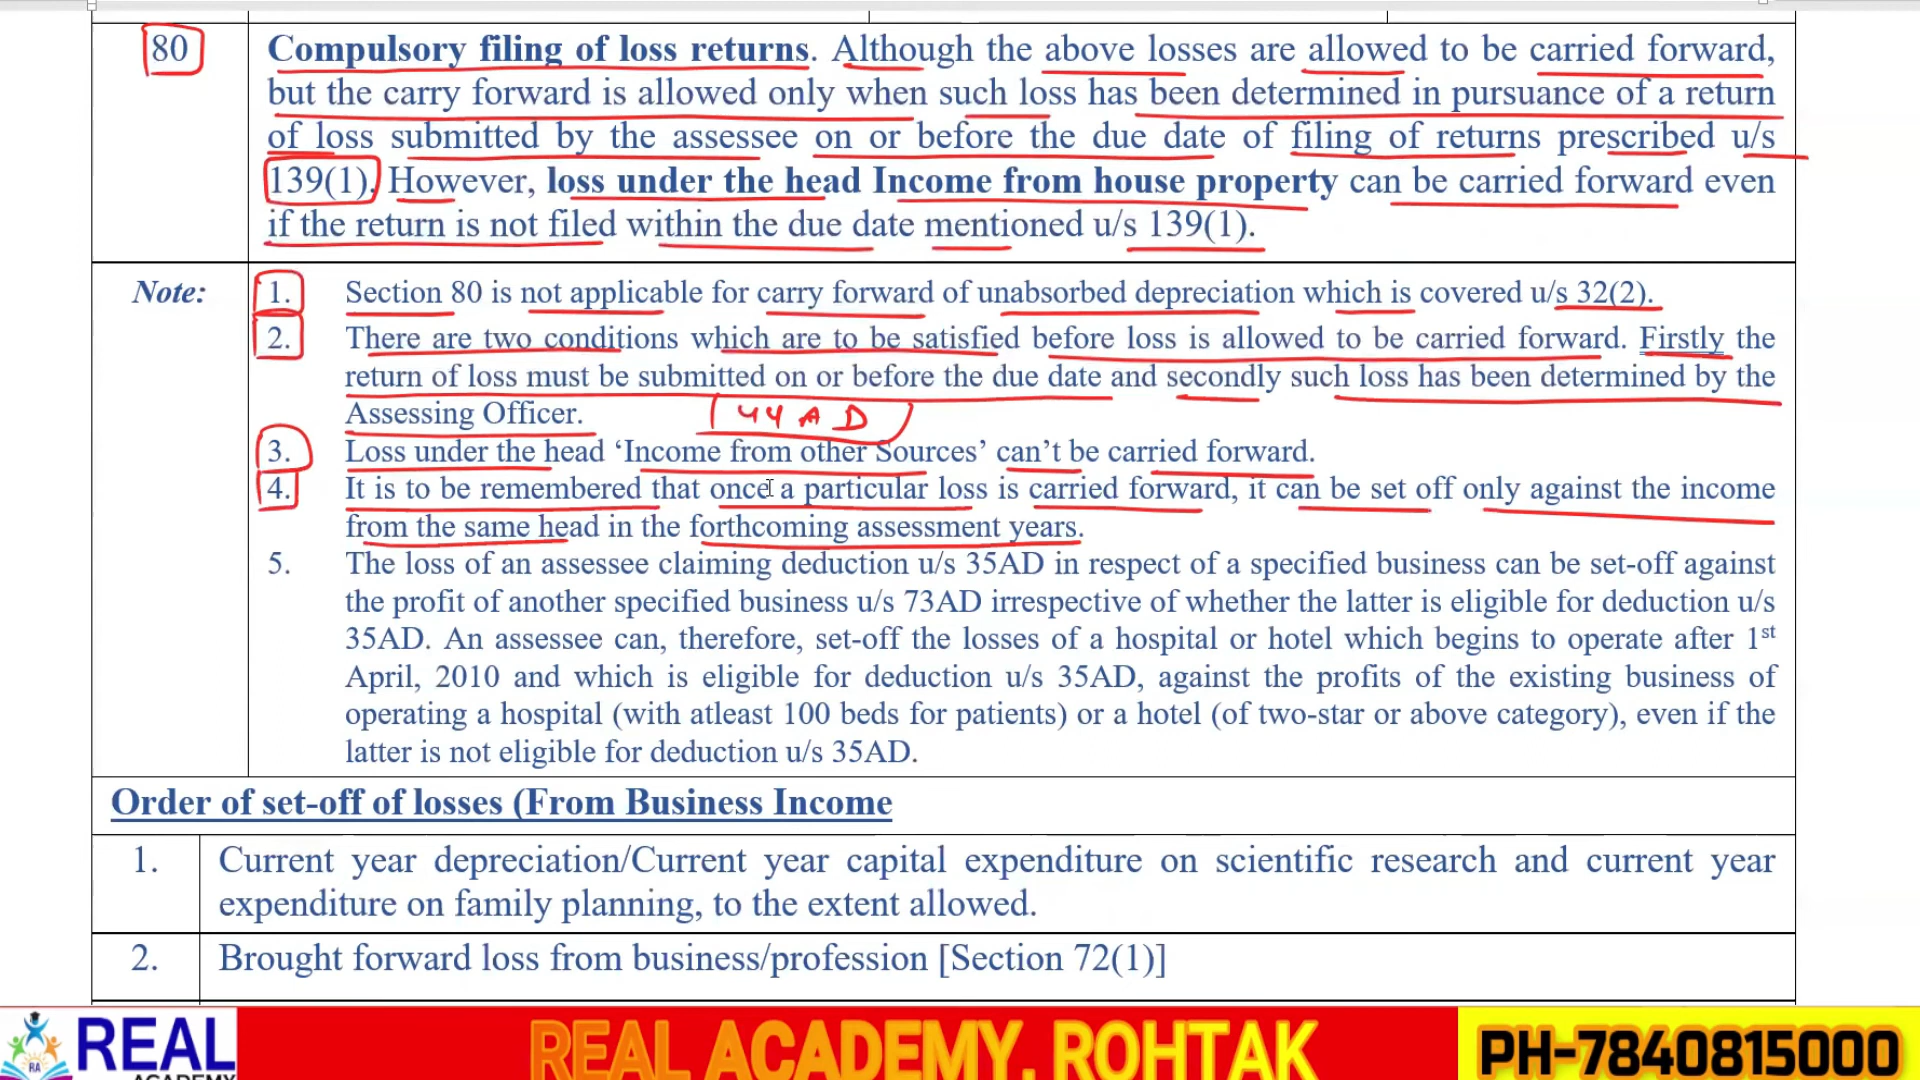 80
Compulsory filing of loss returns. Although the above losses are allowed to be carried forward,
but the carry forward is allowed only when such loss has been determined in pursuance of a return
of loss submitted by the assessee on or before the due date of filing of returns prescribed u/s
139(1). However, loss under the head Income from house property can be carried forward even
if the return is not filed within the due date mentioned u/s 139(1).
Note:
1. Section 80 is not applicable for carry forward of unabsorbed depreciation which is covered u/s 32(2).
2. There are two conditions which are to be satisfied before loss is allowed to be carried forward. Firstly the
return of loss must be submitted on or before the due date and secondly such loss has been determined by the
Assessing Officer.
44 A D
3. Loss under the head ‘Income from other Sources’ can’t be carried forward.
4. It is to be remembered that once a particular loss is carried forward, it can be set off only against the income
from the same head in the forthcoming assessment years.
5. The loss of an assessee claiming deduction u/s 35AD in respect of a specified business can be set-off against
the profit of another specified business u/s 73AD irrespective of whether the latter is eligible for deduction u/s
35AD. An assessee can, therefore, set-off the losses of a hospital or hotel which begins to operate after 1st
April, 2010 and which is eligible for deduction u/s 35AD, against the profits of the existing business of
operating a hospital (with atleast 100 beds for patients) or a hotel (of two-star or above category), even if the
latter is not eligible for deduction u/s 35AD.
Order of set-off of losses (From Business Income
1. Current year depreciation/Current year capital expenditure on scientific research and current year
expenditure on family planning, to the extent allowed.
2. Brought forward loss from business/profession [Section 72(1)]
RA
REAL
ACADEMY
REAL ACADEMY, ROHTAK
PH-7840815000